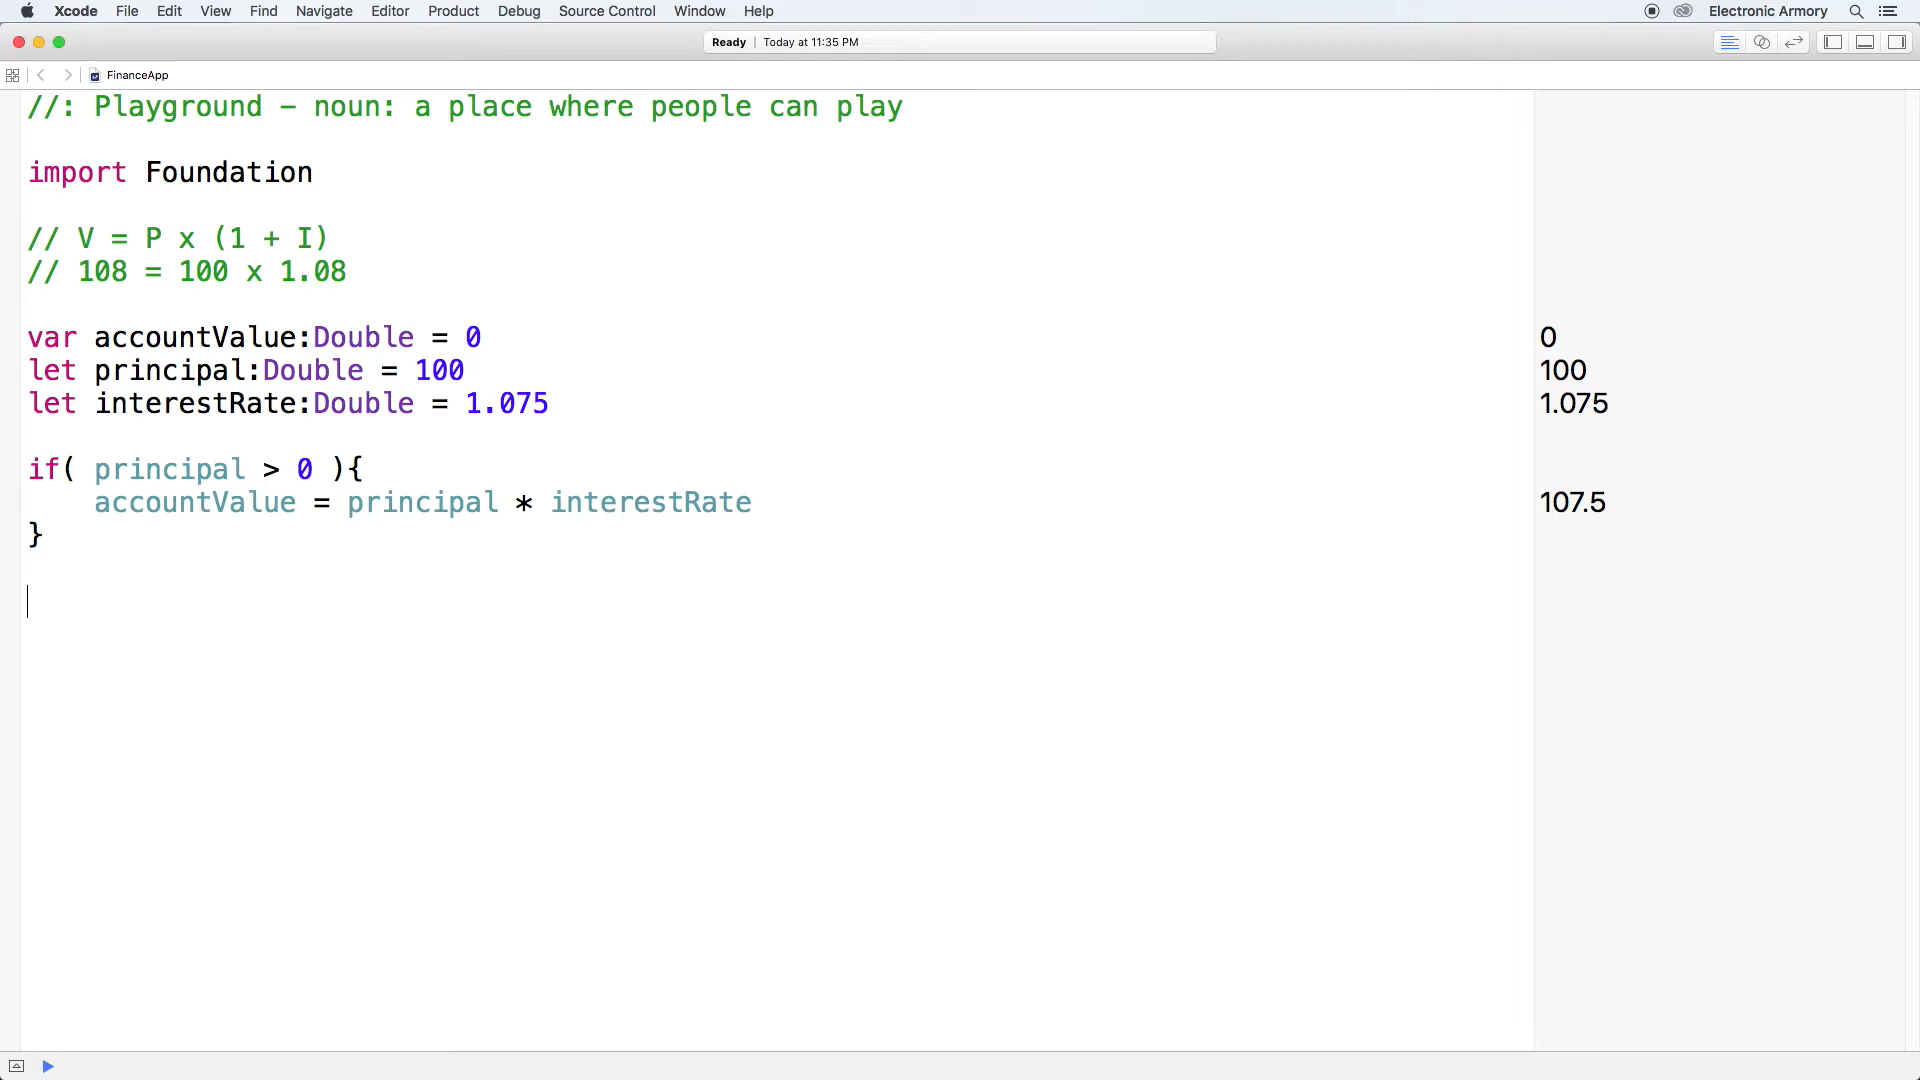 Xcode File Edit View Find Navigate Editor Product Debug Source Control Window Help Electronic Armory
Ready | Today at 11:35 PM
FinanceApp
//: Playground - noun: a place where people can play
import Foundation
// V = P x (1 + I)
// 108 = 100 x 1.08
var accountValue:Double = 0 0
let principal:Double = 100 100
let interestRate:Double = 1.075 1.075
if( principal > 0 ){
    accountValue = principal * interestRate 107.5
}